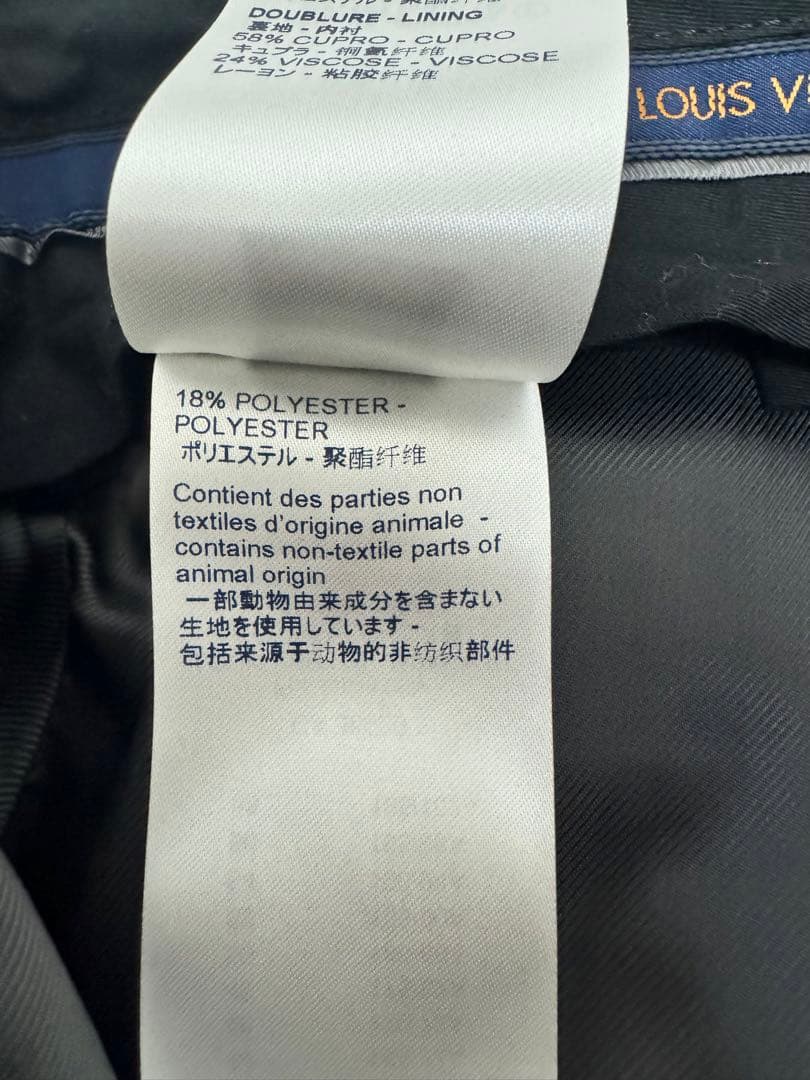 DOUBLURE - LINING
裏地 - 内衬
58% CUPRO - CUPRO
キュプラ - 铜氨纤维
24% VISCOSE - VISCOSE
レーヨン - 粘胶纤维
LOUIS V
18% POLYESTER -
POLYESTER
ポリエステル - 聚酯纤维
Contient des parties non
textiles d'origine animale -
contains non-textile parts of
animal origin
一部動物由来成分を含まない
生地を使用しています -
包括来源于动物的非纺织部件